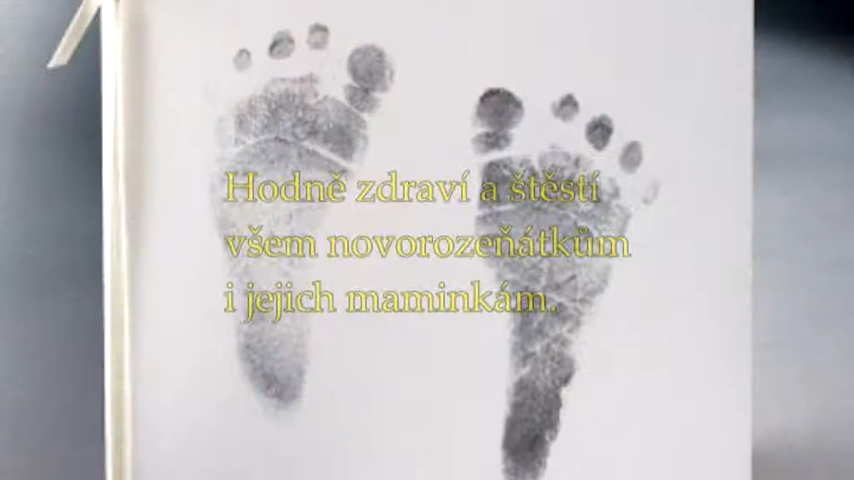 Hodně zdraví a štěstí
všem novorozeňátkům
i jejich maminkám.